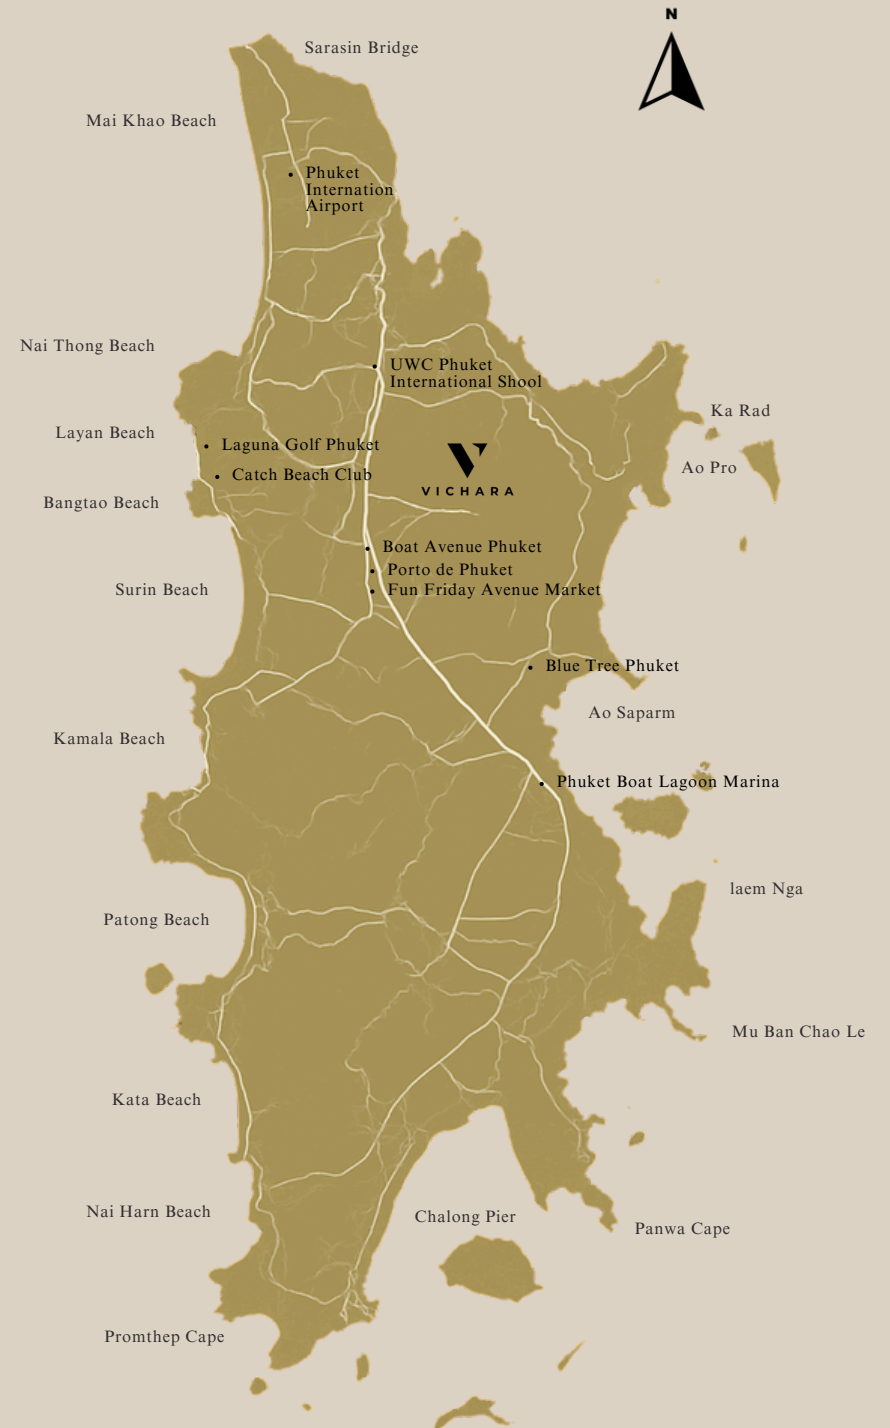 N
Sarasin Bridge
Mai Khao Beach
Phuket
Internation
Airport
Nai Thong Beach
UWC Phuket
International Shool
Ka Rad
Layan Beach
Laguna Golf Phuket
Ao Pro
Catch Beach Club
VICHARA
Bangtao Beach
Boat Avenue Phuket
Porto de Phuket
Surin Beach
Fun Friday Avenue Market
Blue Tree Phuket
Ao Saparm
Kamala Beach
Phuket Boat Lagoon Marina
laem Nga
Patong Beach
Mu Ban Chao Le
Kata Beach
Nai Harn Beach
Chalong Pier
Panwa Cape
Promthep Cape